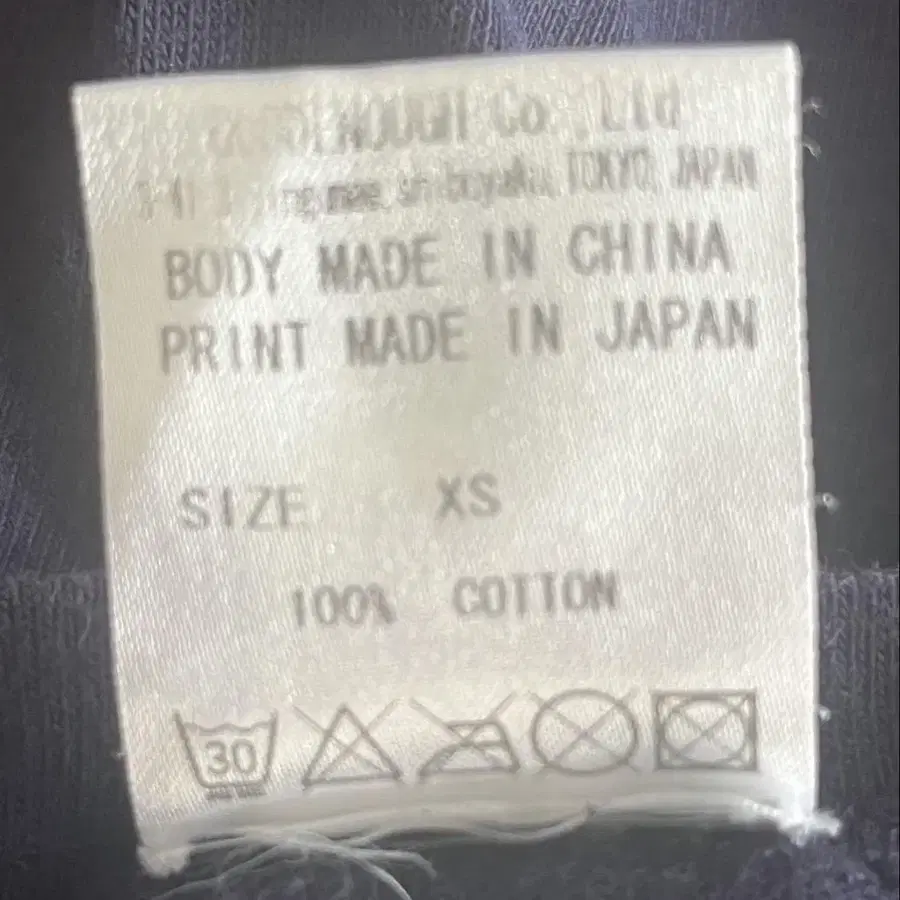 Co.,Ltd
TOKYO, JAPAN
BODY MADE IN CHINA
PRINT MADE IN JAPAN
SIZE XS
100% COTTON
30